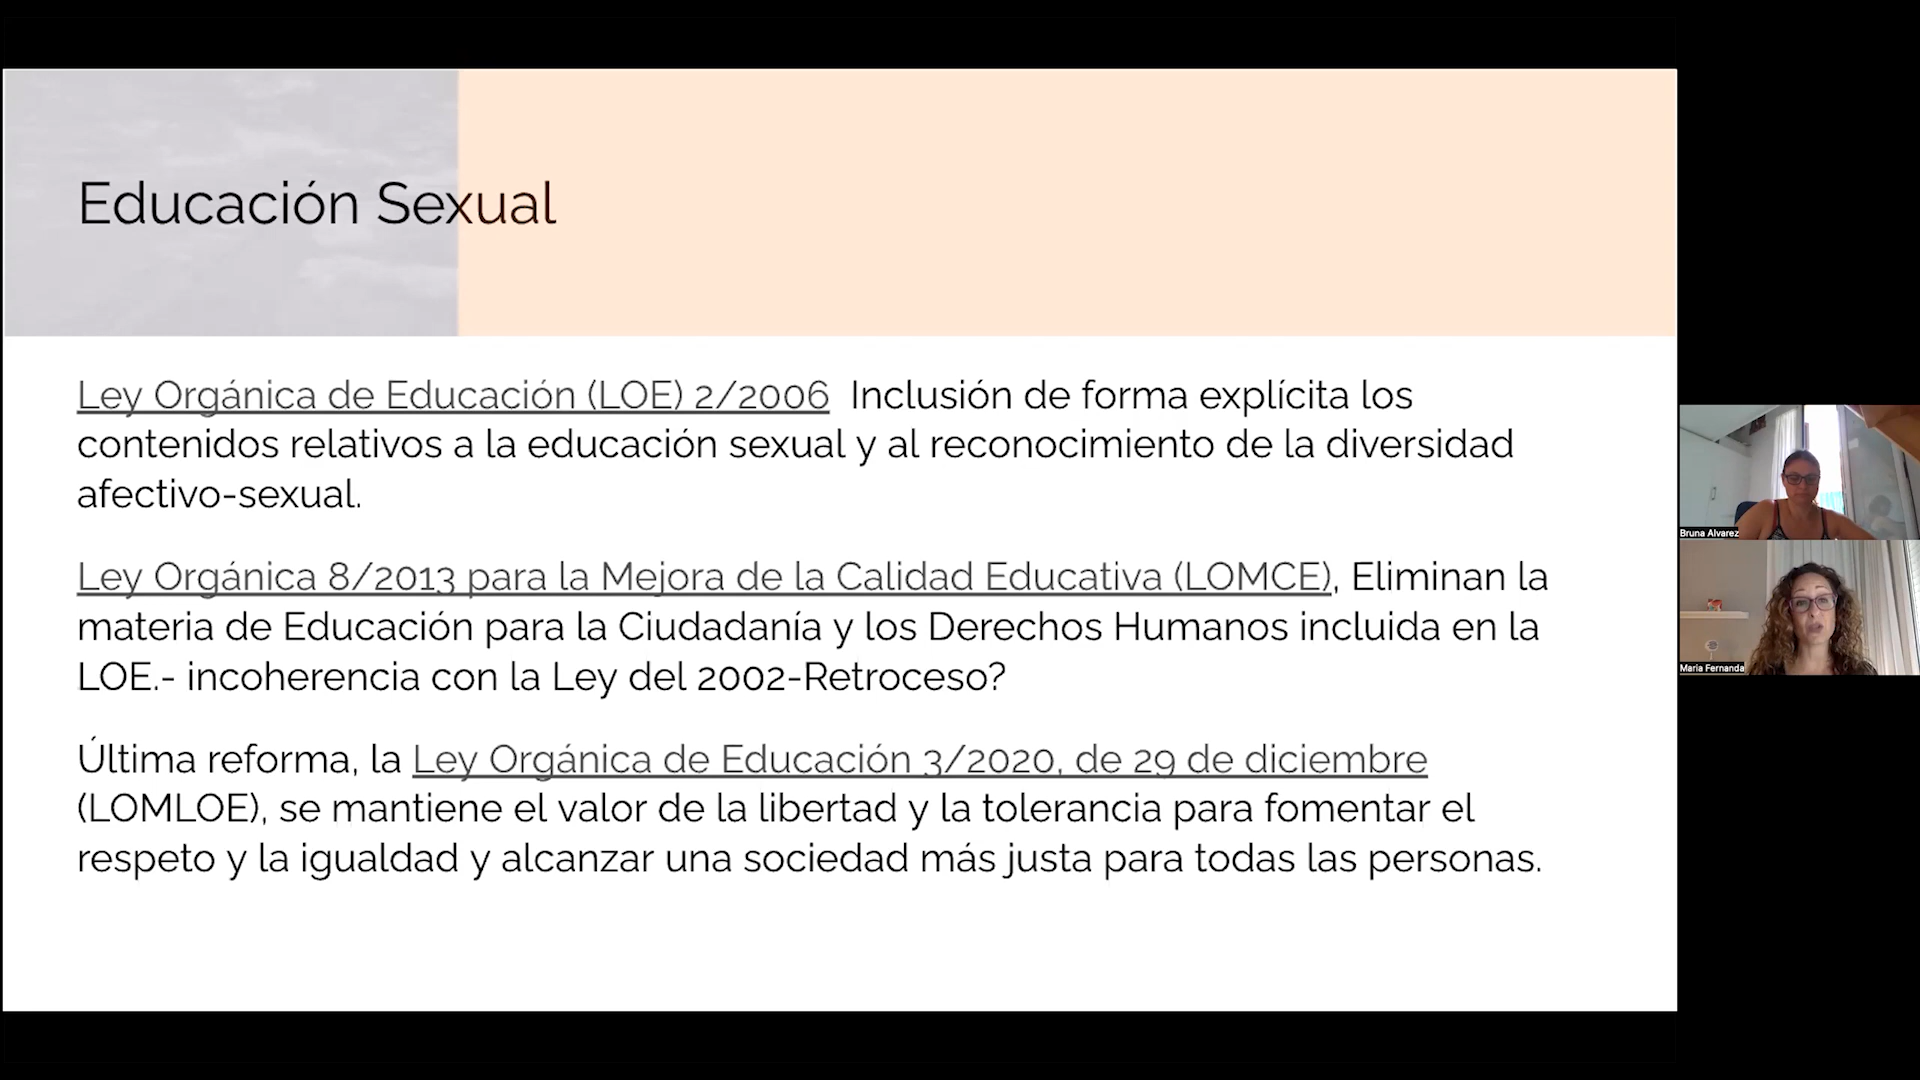 Educación Sexual
Ley Orgánica de Educación (LOE) 2/2006 Inclusión de forma explícita los
contenidos relativos a la educación sexual y al reconocimiento de la diversidad
afectivo-sexual.
Ley Orgánica 8/2013 para la Mejora de la Calidad Educativa (LOMCE), Eliminan la
materia de Educación para la Ciudadanía y los Derechos Humanos incluida en la
LOE.- incoherencia con la Ley del 2002-Retroceso?
Última reforma, la Ley Orgánica de Educación 3/2020, de 29 de diciembre
(LOMLOE), se mantiene el valor de la libertad y la tolerancia para fomentar el
respeto y la igualdad y alcanzar una sociedad más justa para todas las personas.
Bruna Alvarez
Maria Fernanda